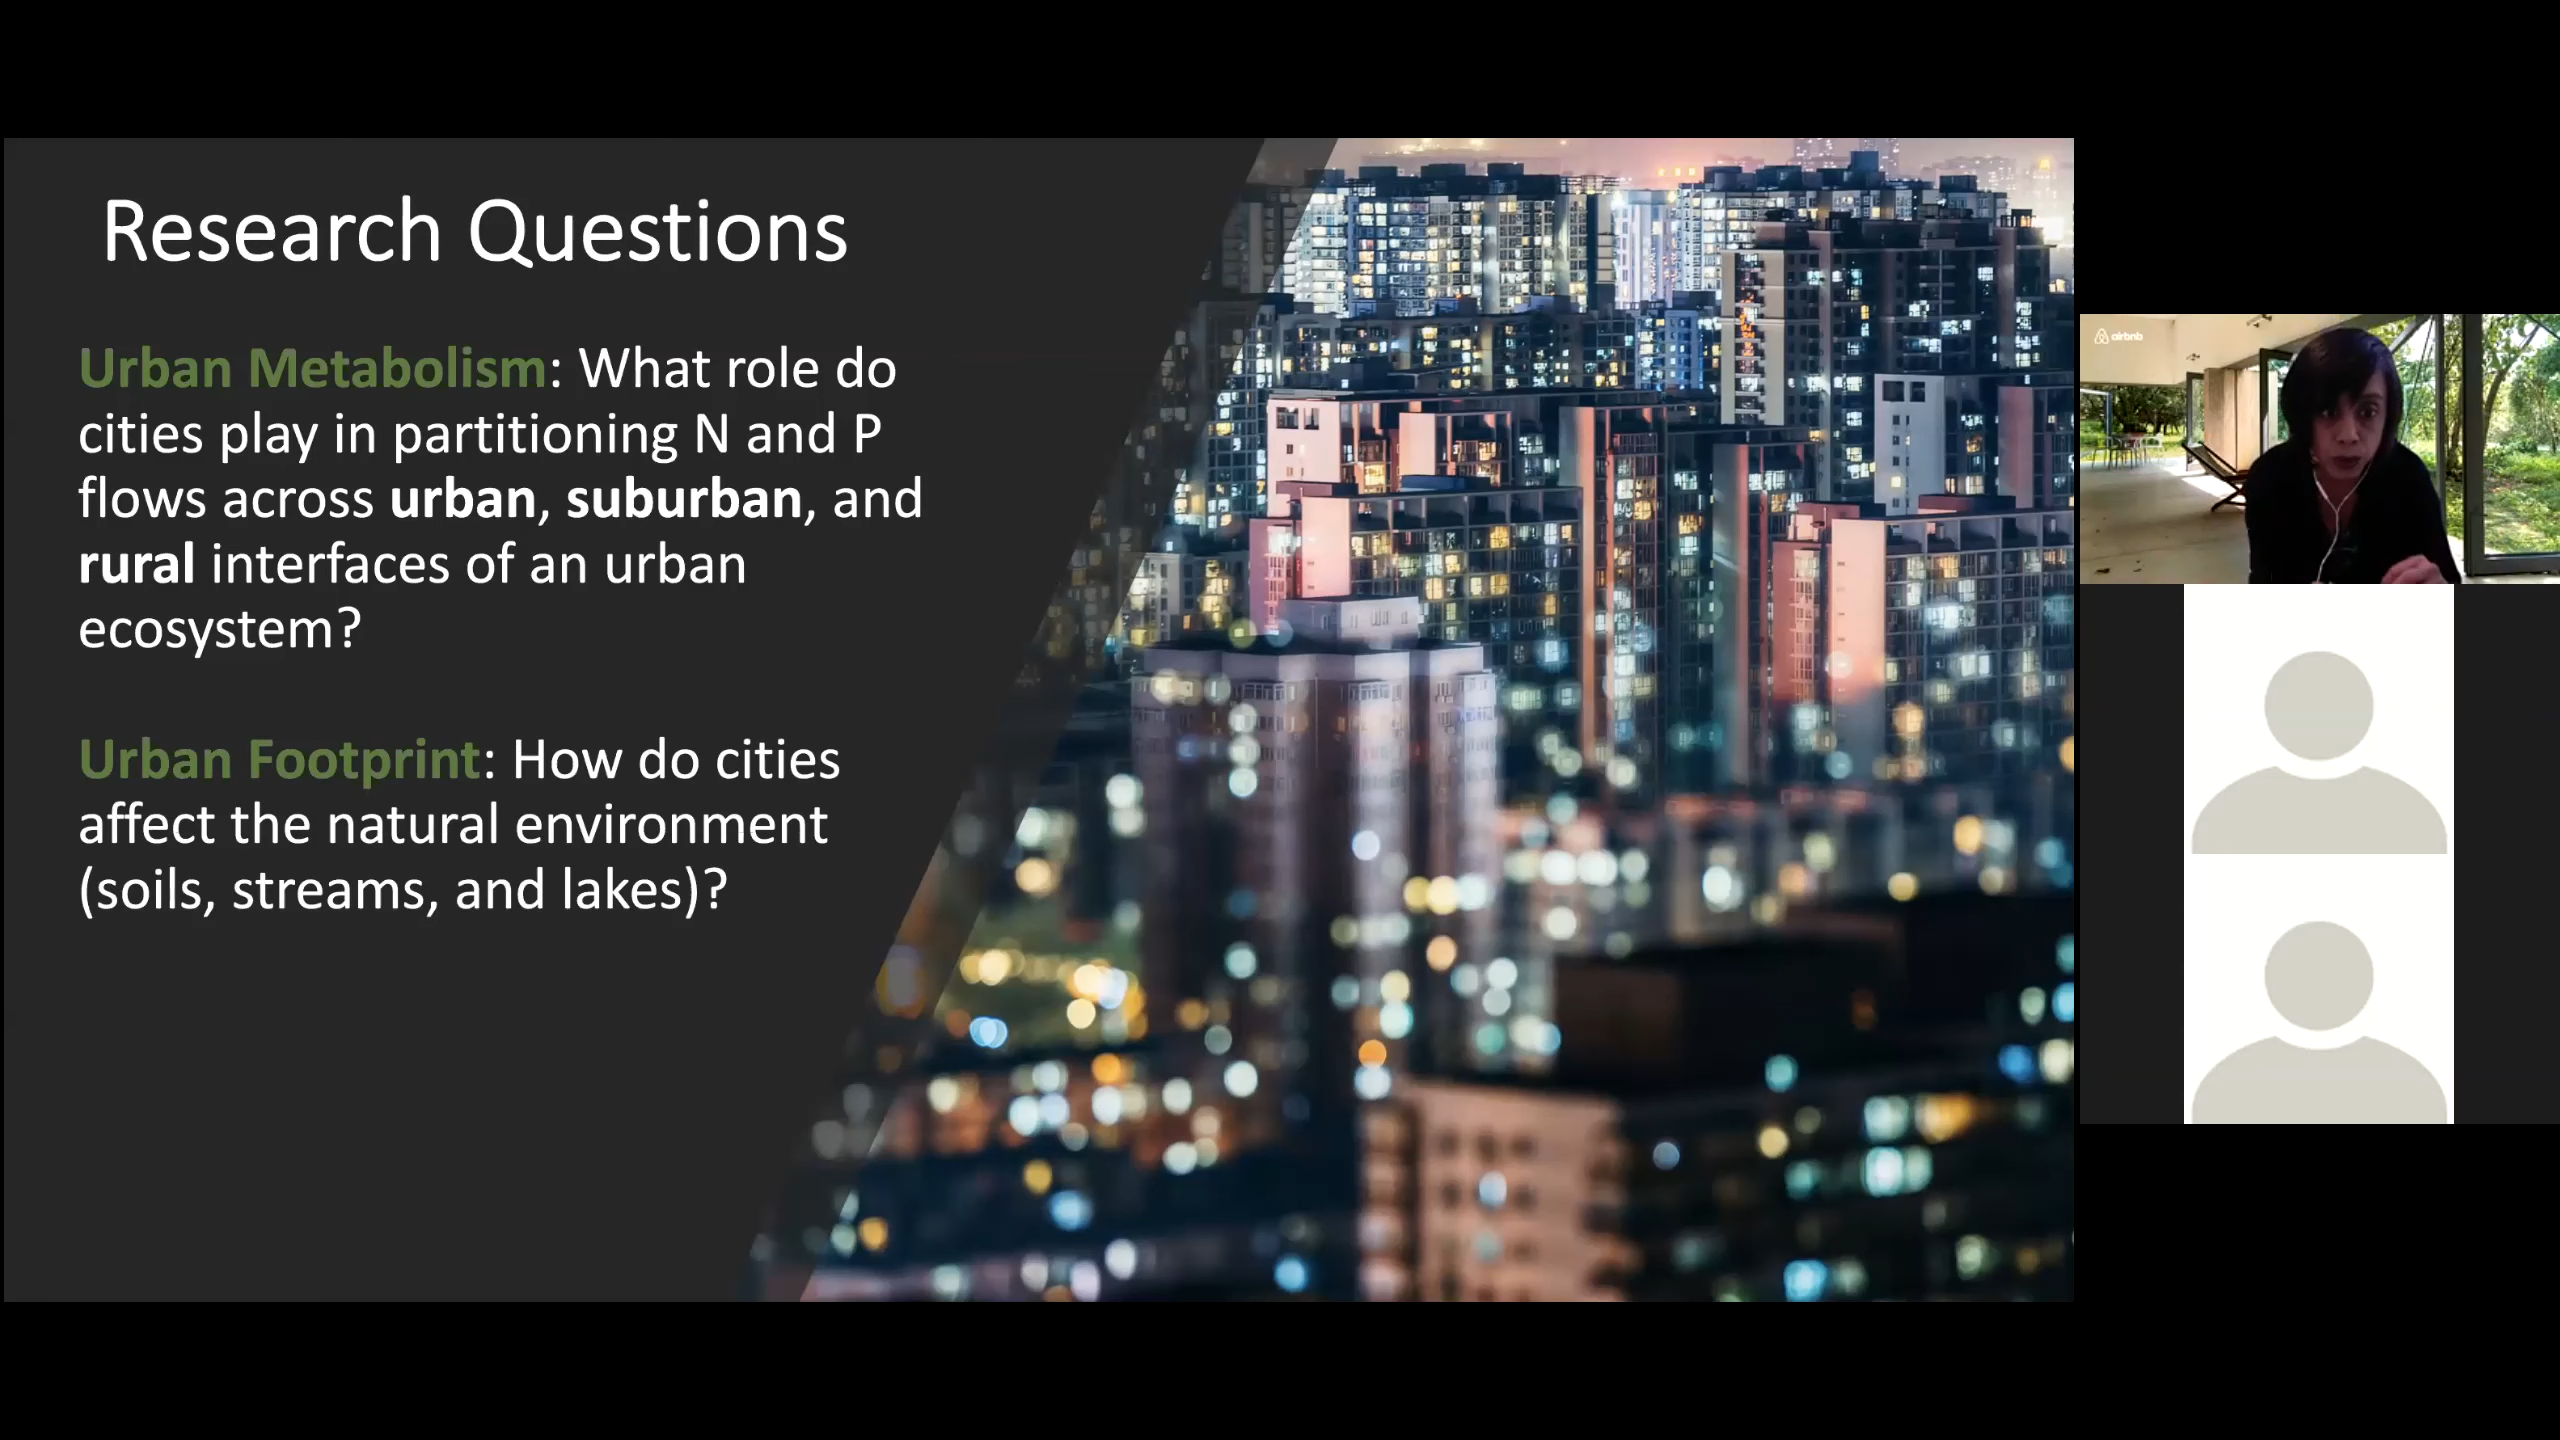 Research Questions
Urban Metabolism: What role do
cities play in partitioning N and P
flows across urban, suburban, and
rural interfaces of an urban
ecosystem?
Urban Footprint: How do cities
affect the natural environment
(soils, streams, and lakes)?
airbnb